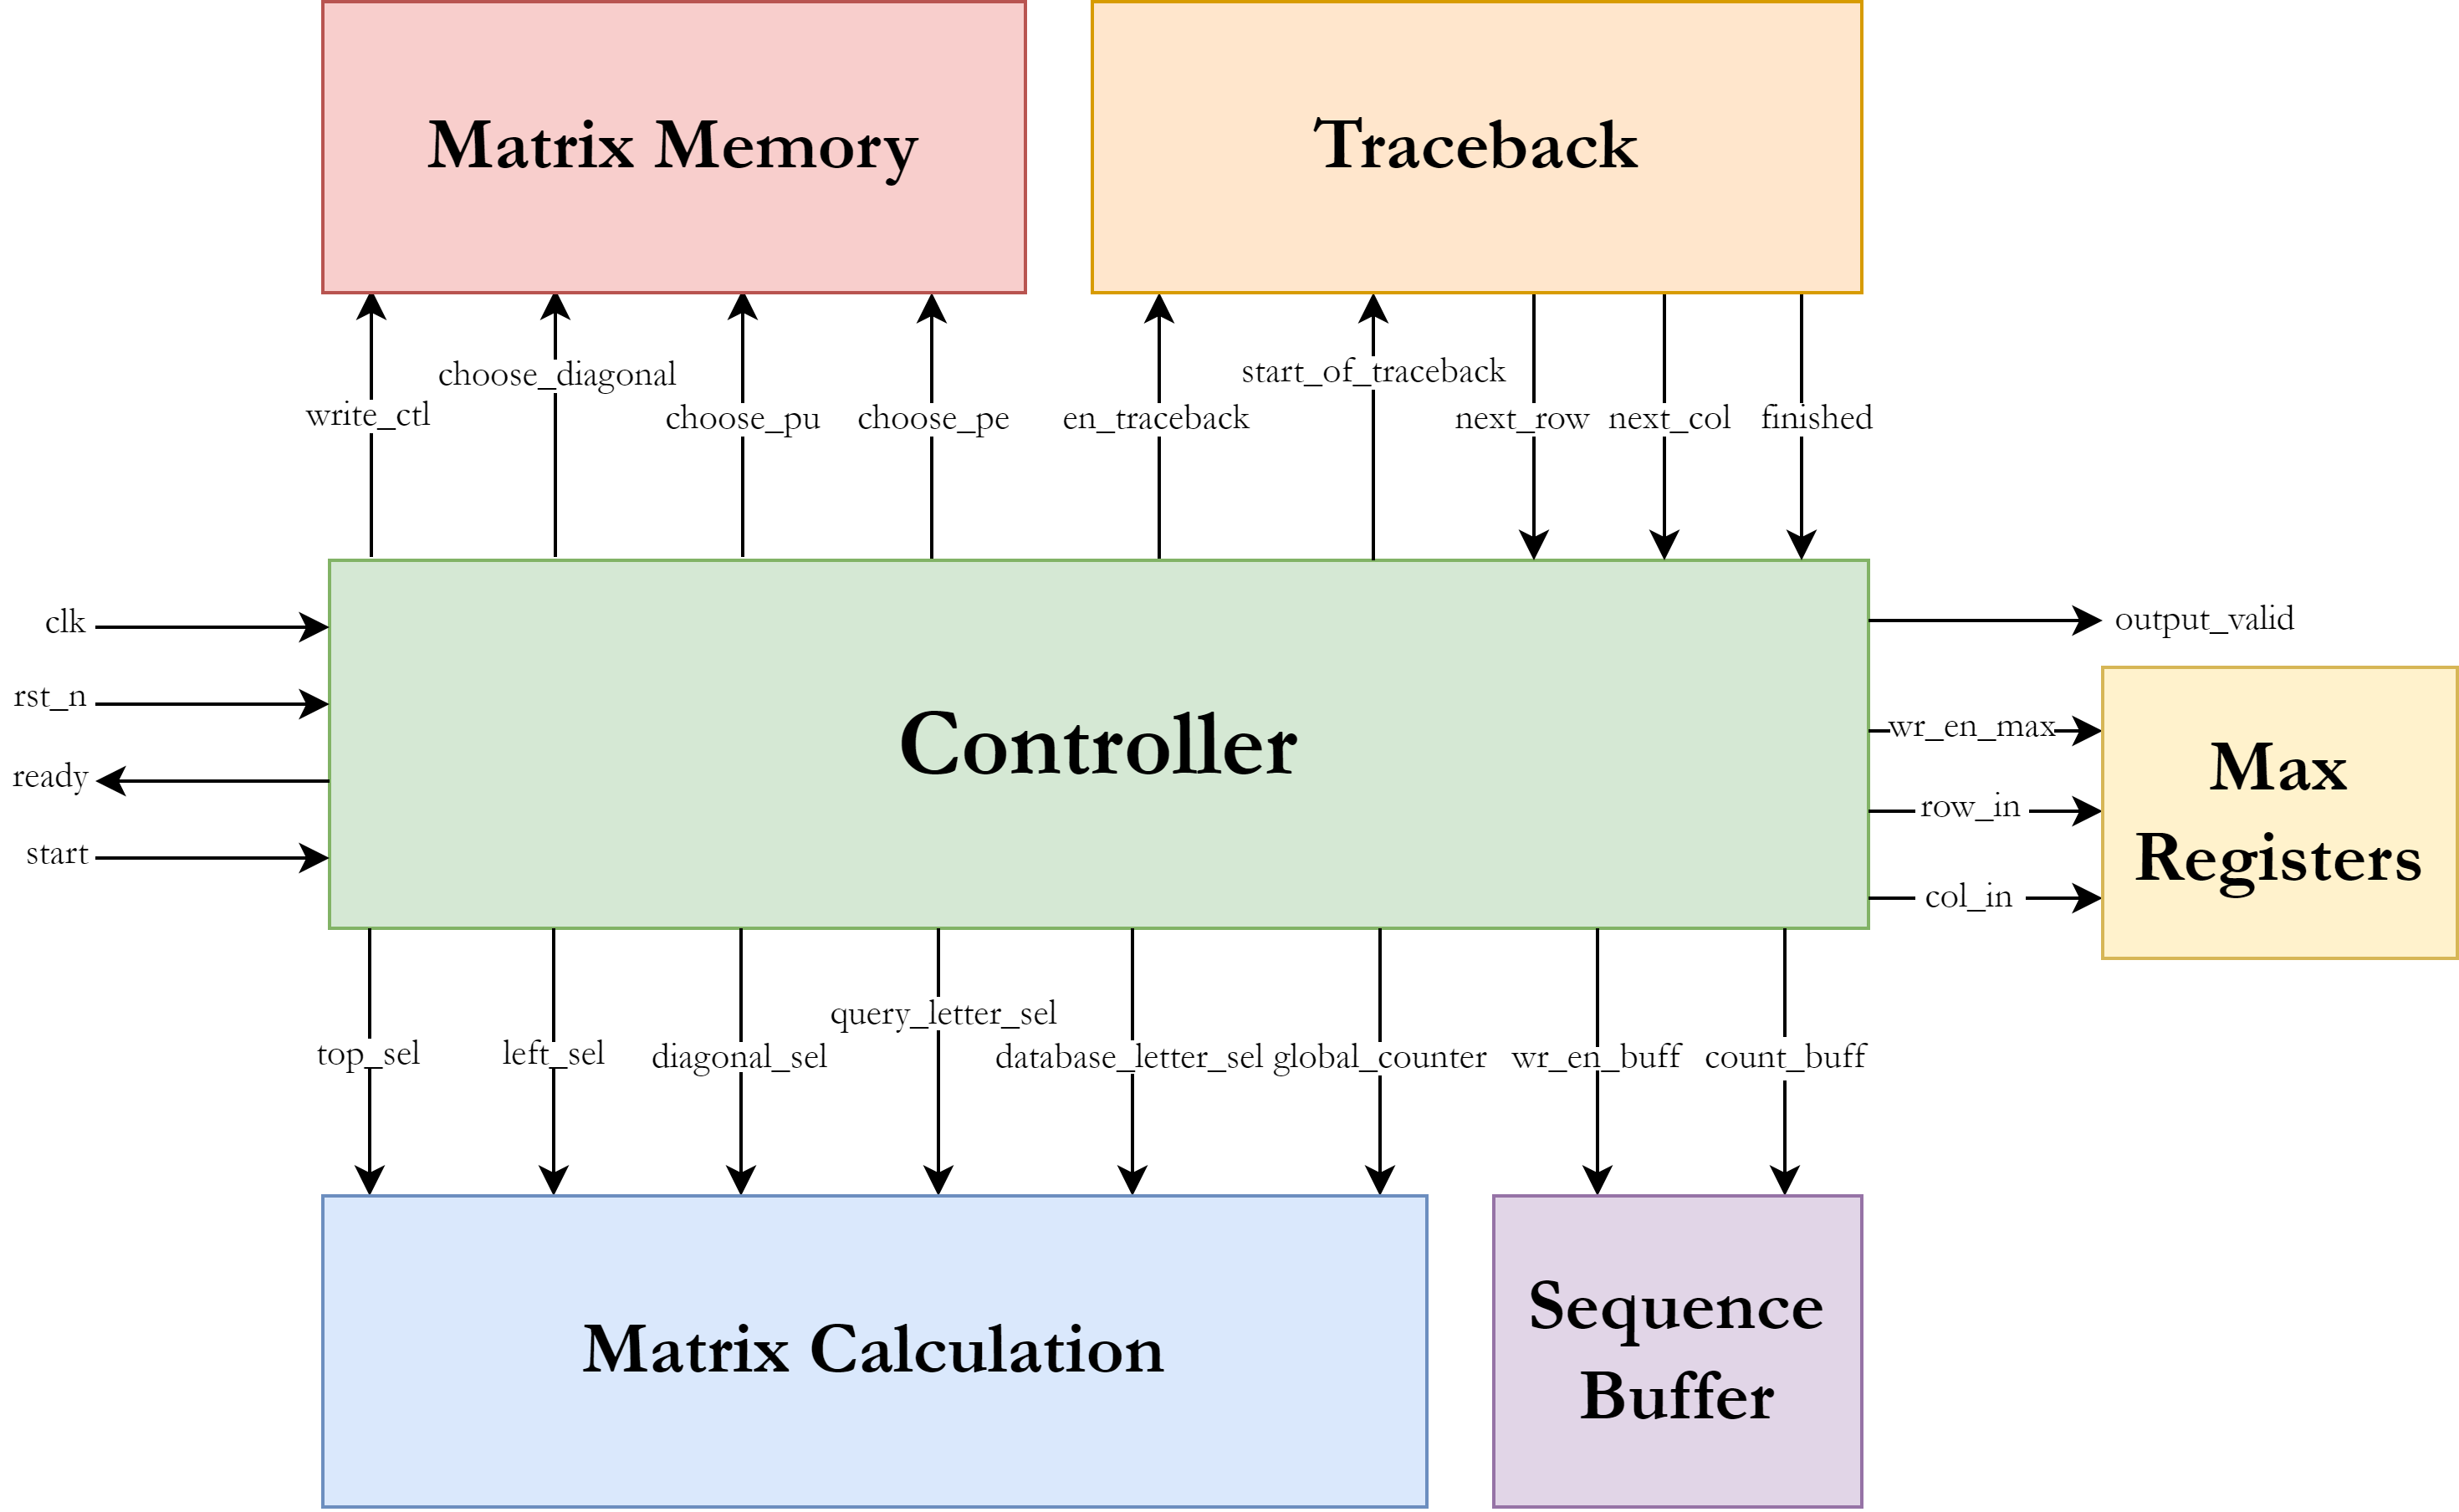 Matrix Memory
Traceback
choose_diagonal
start_of_traceback
write_ctl
choose_pu
choose_pe
en_traceback
next_row
next_col
finished
clk
rst_n
ready
start
Controller
output_valid
wr_en_max
row_in
col_in
Max
Registers
query_letter_sel
top_sel
left_sel
diagonal_sel
database_letter_sel
global_counter
wr_en_buff
count_buff
Matrix Calculation
Sequence
Buffer